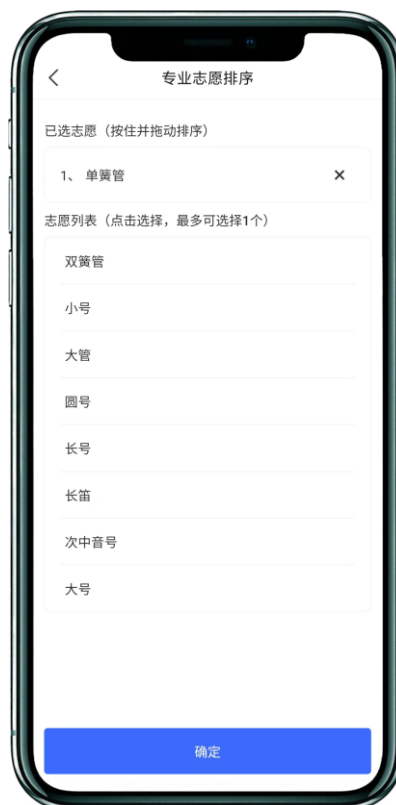 专业志愿排序
已选志愿（按住并拖动排序）
1、 单簧管
志愿列表（点击选择，最多可选择1个）
双簧管
小号
大管
圆号
长号
长笛
次中音号
大号
确定